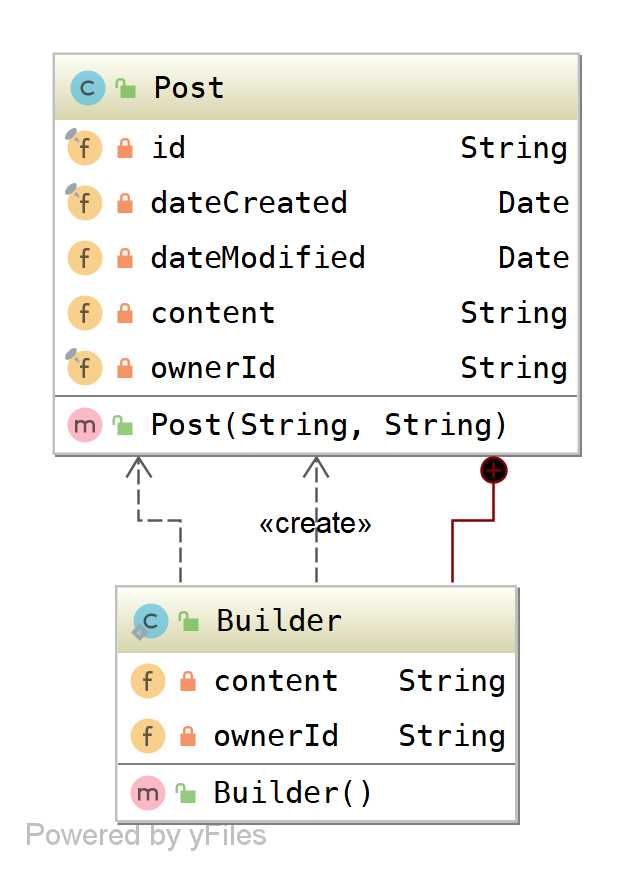 Post
id String
dateCreated Date
dateModified Date
content String
ownerId String
Post(String, String)
«create»
Builder
content String
ownerId String
Builder()
Powered by yFiles